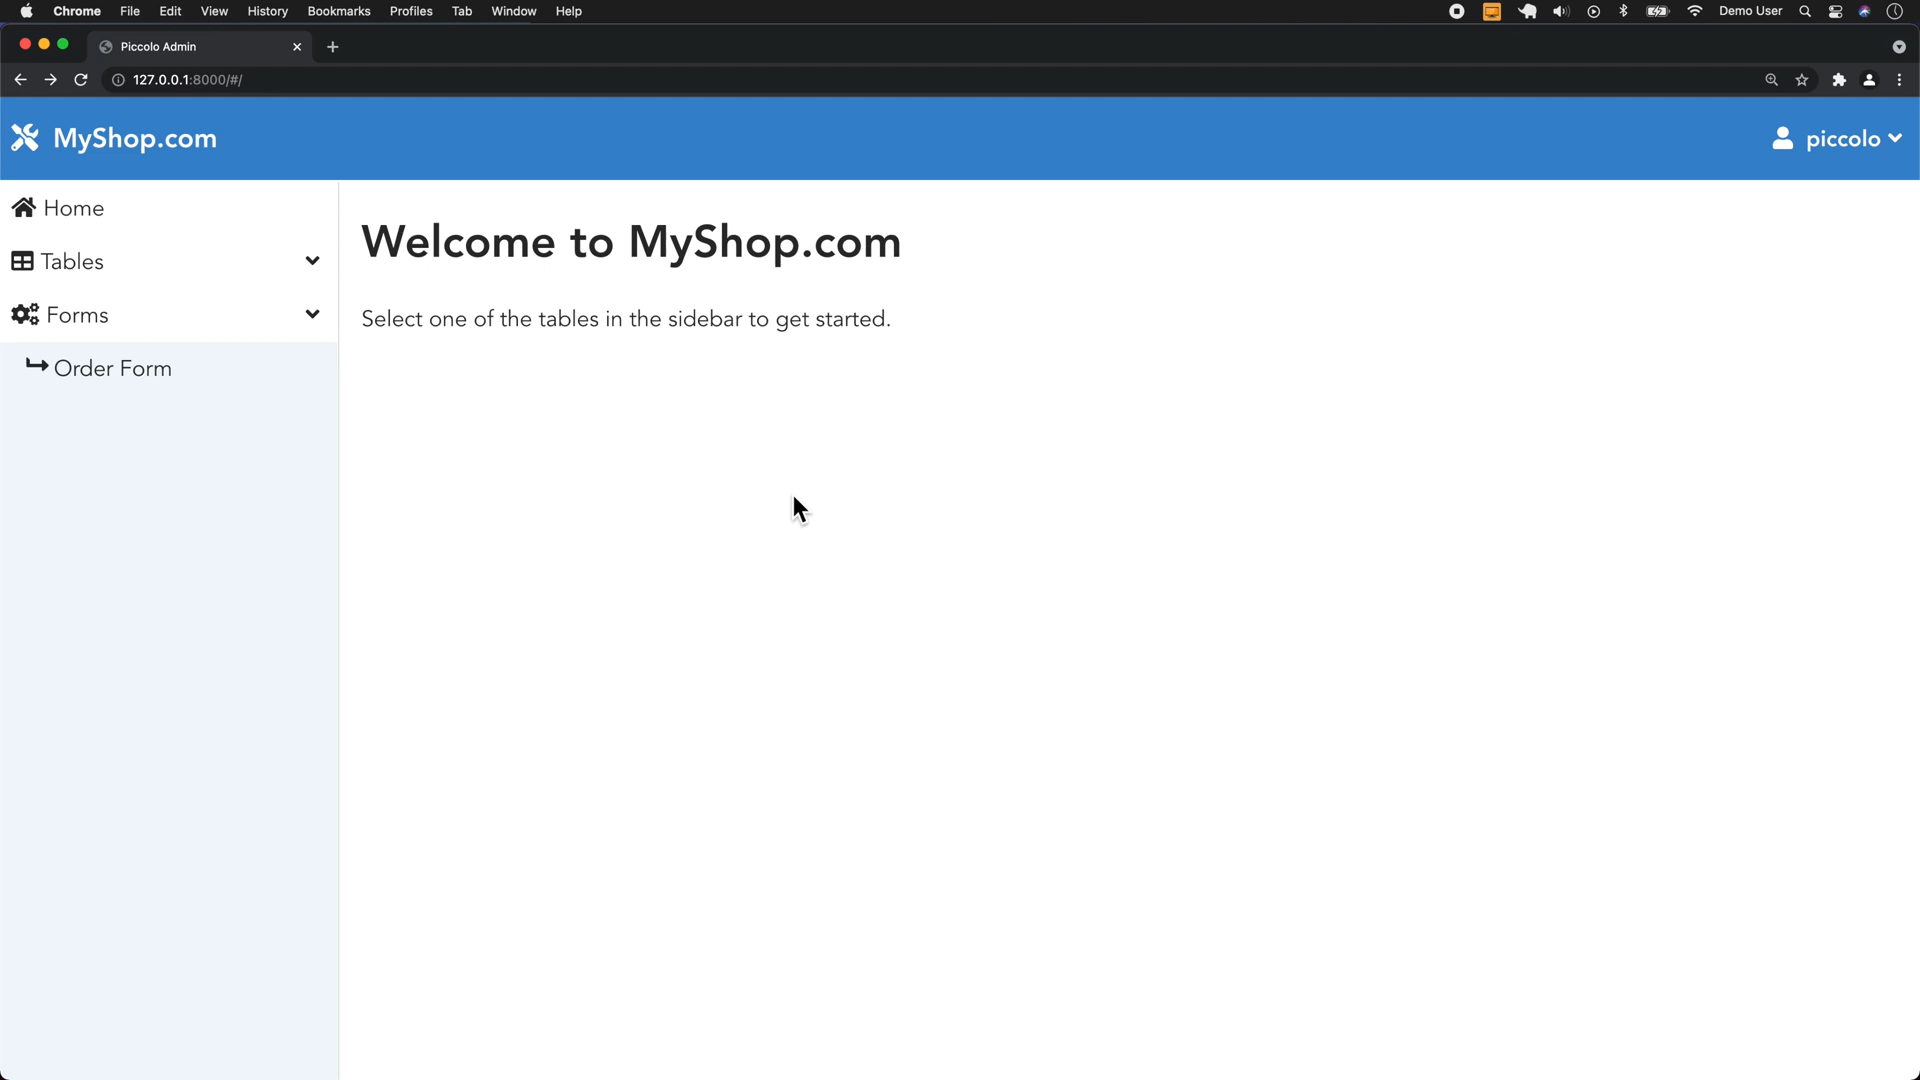 Chrome File Edit View History Bookmarks Profiles Tab Window Help Demo User
Piccolo Admin
127.0.0.1:8000/#/
MyShop.com piccolo
Home
Tables
Forms
Order Form
Welcome to MyShop.com
Select one of the tables in the sidebar to get started.